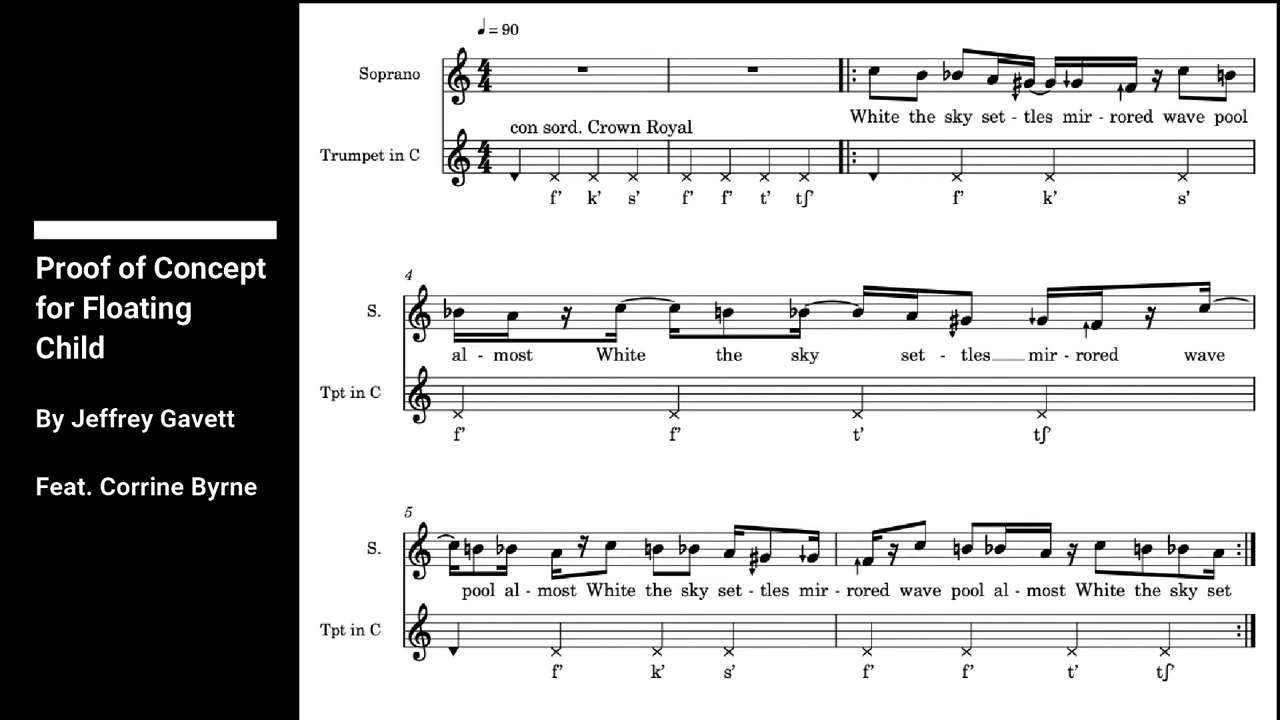 Proof of Concept
for Floating
Child
By Jeffrey Gavett
Feat. Corrine Byrne
♩ = 90
Soprano
White the sky set - tles mir - rored wave pool
con sord. Crown Royal
Trumpet in C
f’ k’ s’ f’ f’ t’ tʃ’ f’ k’ s’
4
S.
al - most White the sky set - tles mir - rored wave
Tpt in C
f’ f’ t’ tʃ’
5
S.
pool al - most White the sky set - tles mir - rored wave pool al - most White the sky set
Tpt in C
f’ k’ s’ f’ f’ t’ tʃ’